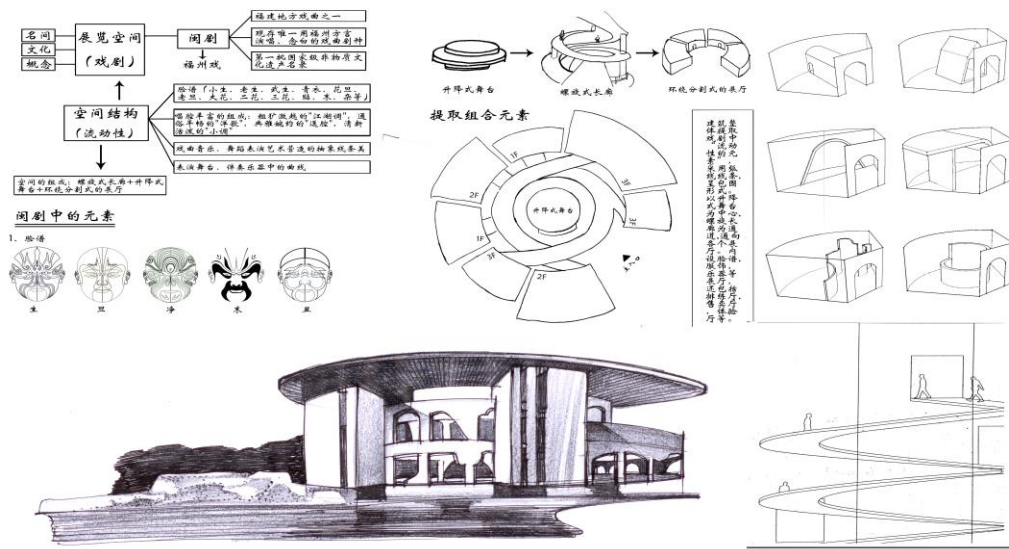 名词
文化
概念
展览空间
(戏剧)
闽剧
福州戏
福建地方戏曲之一
现存唯一用福州方言
演唱、念白的戏曲剧种
第一批国家级非物质文
化遗产名录
空间结构
(流动性)
脸谱(小生、老生、武生、青衣、花旦、
老旦、大花、二花、三花、贴、末、杂等)
唱腔丰富的组成:粗犷激越的“江湖调”,通
俗平畅的“洋歌”,典雅婉约的“逗腔”,清新
活泼的“小调”
戏曲音乐、舞蹈表演艺术营造的抽象线条美
表演舞台、伴奏乐器中的曲线
空间的组成:螺旋式长廊+升降式
舞台+环绕分割式的展厅
闽剧中的元素
1、脸谱
生
旦
净
末
丑
升降式舞台
螺旋式长廊
环绕分割式的展厅
提取组合元素
1F
2F
3F
3F
2F
3F
升降式舞台